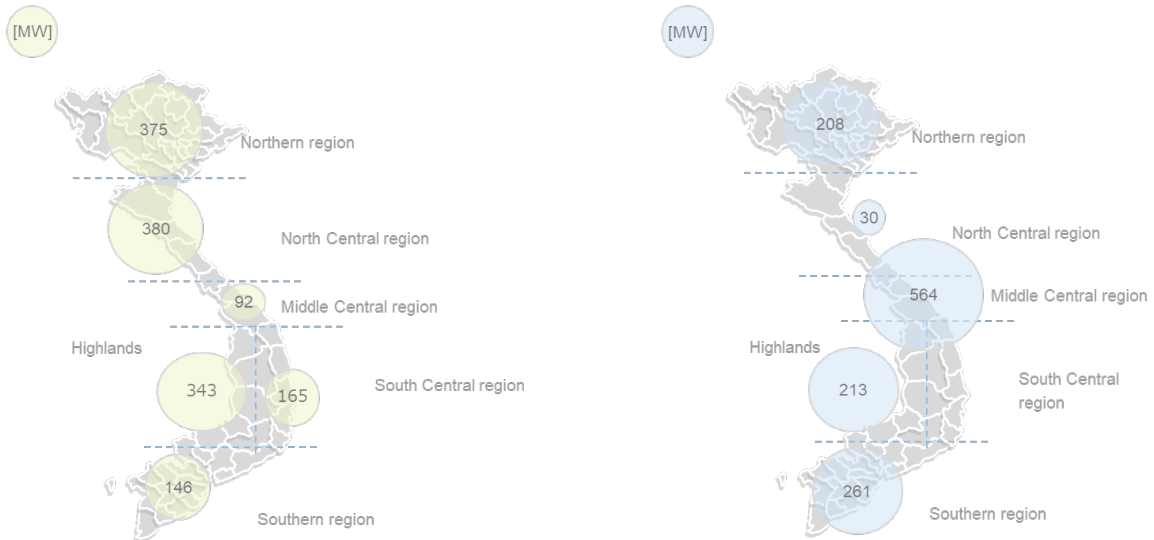 [MW]
375
Northern region
380
North Central region
92
Middle Central region
Highlands
343
165
South Central region
146
Southern region
[MW]
208
Northern region
30
North Central region
564
Middle Central region
Highlands
213
South Central
region
261
Southern region